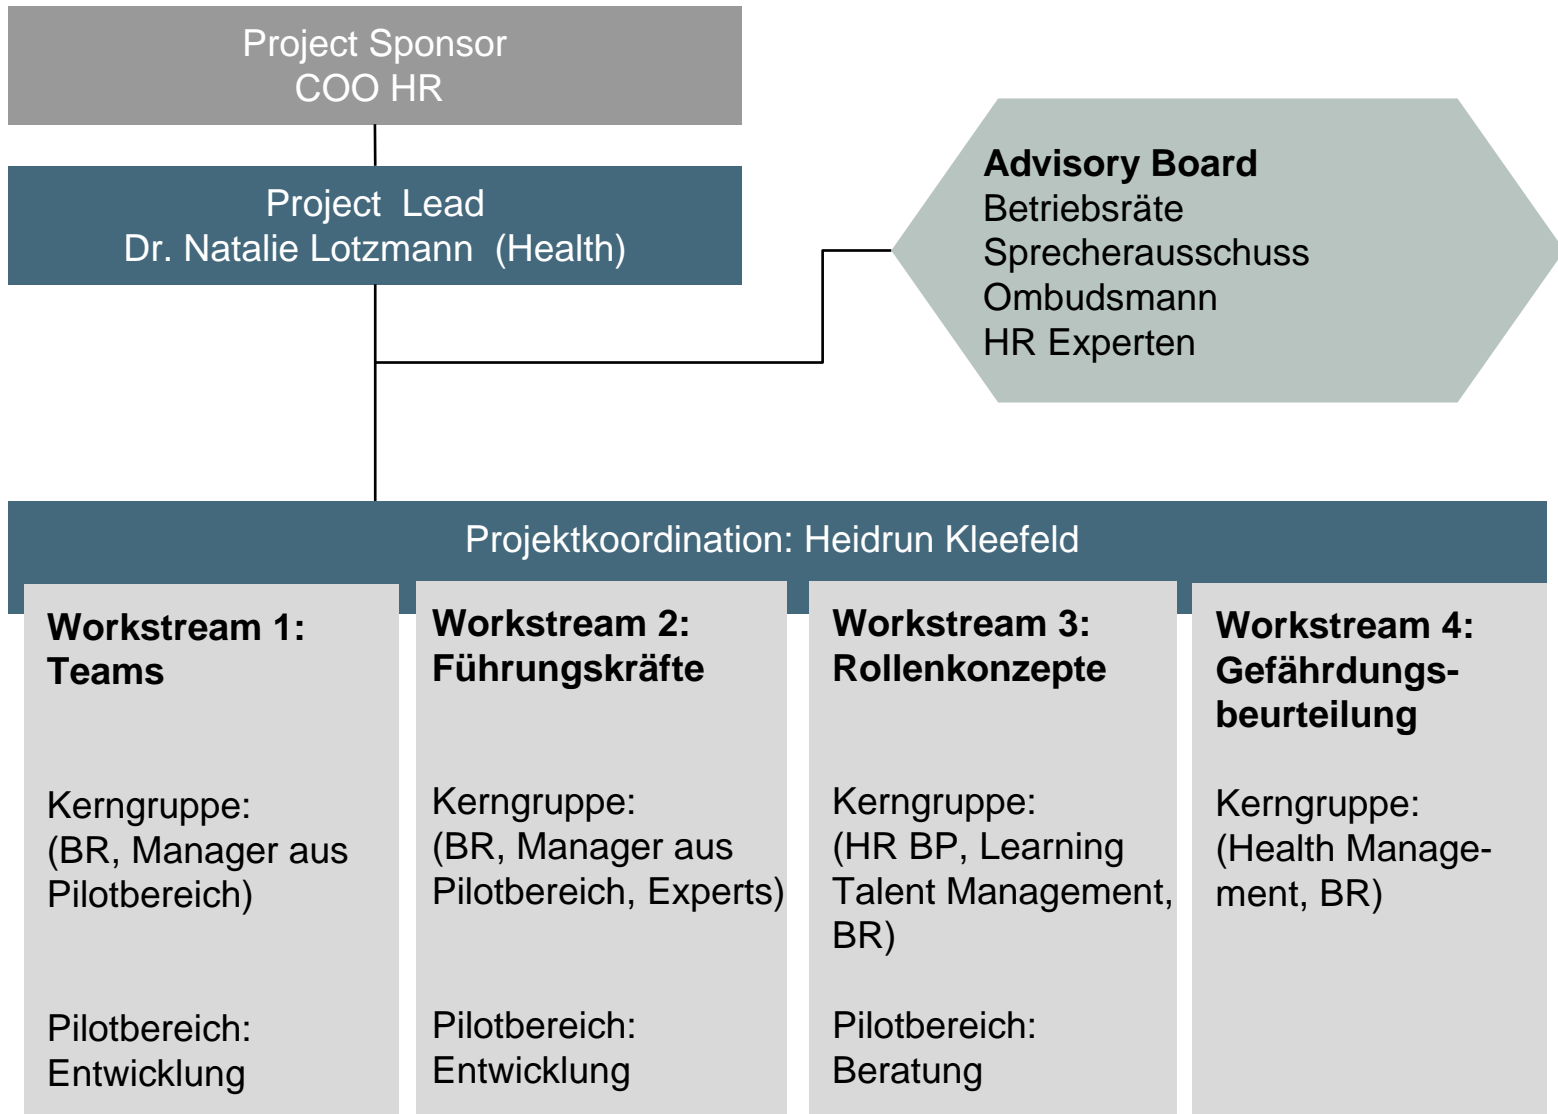 Project Sponsor
COO HR
Project Lead
Dr. Natalie Lotzmann (Health)
Advisory Board
Betriebsräte
Sprecherausschuss
Ombudsmann
HR Experten
Projektkoordination: Heidrun Kleefeld
Workstream 1:
Teams
Kerngruppe:
(BR, Manager aus
Pilotbereich)
Pilotbereich:
Entwicklung
Workstream 2:
Führungskräfte
Kerngruppe:
(BR, Manager aus
Pilotbereich, Experts)
Pilotbereich:
Entwicklung
Workstream 3:
Rollenkonzepte
Kerngruppe:
(HR BP, Learning
Talent Management,
BR)
Pilotbereich:
Beratung
Workstream 4:
Gefährdungs-
beurteilung
Kerngruppe:
(Health Manage-
ment, BR)